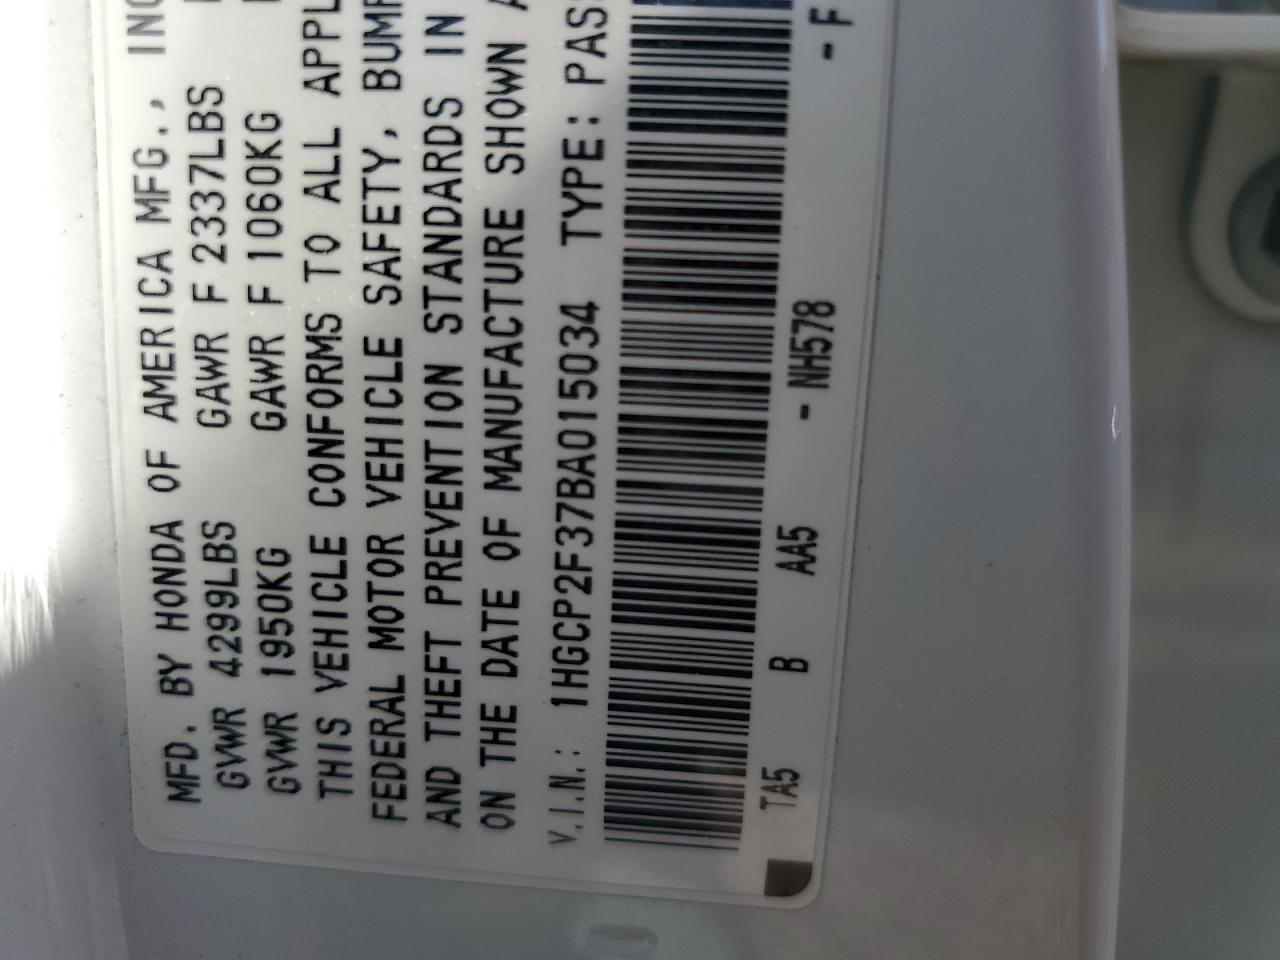 MFD. BY HONDA OF AMERICA MFG., INC
GVWR 4299LBS GAWR F 2337LBS
GVWR 1950KG GAWR F 1060KG
THIS VEHICLE CONFORMS TO ALL APPL
FEDERAL MOTOR VEHICLE SAFETY, BUMP
AND THEFT PREVENTION STANDARDS IN
ON THE DATE OF MANUFACTURE SHOWN A
V.I.N.: 1HGCP2F37BA015034 TYPE: PAS
TA5 B AA5 - NH578 - F